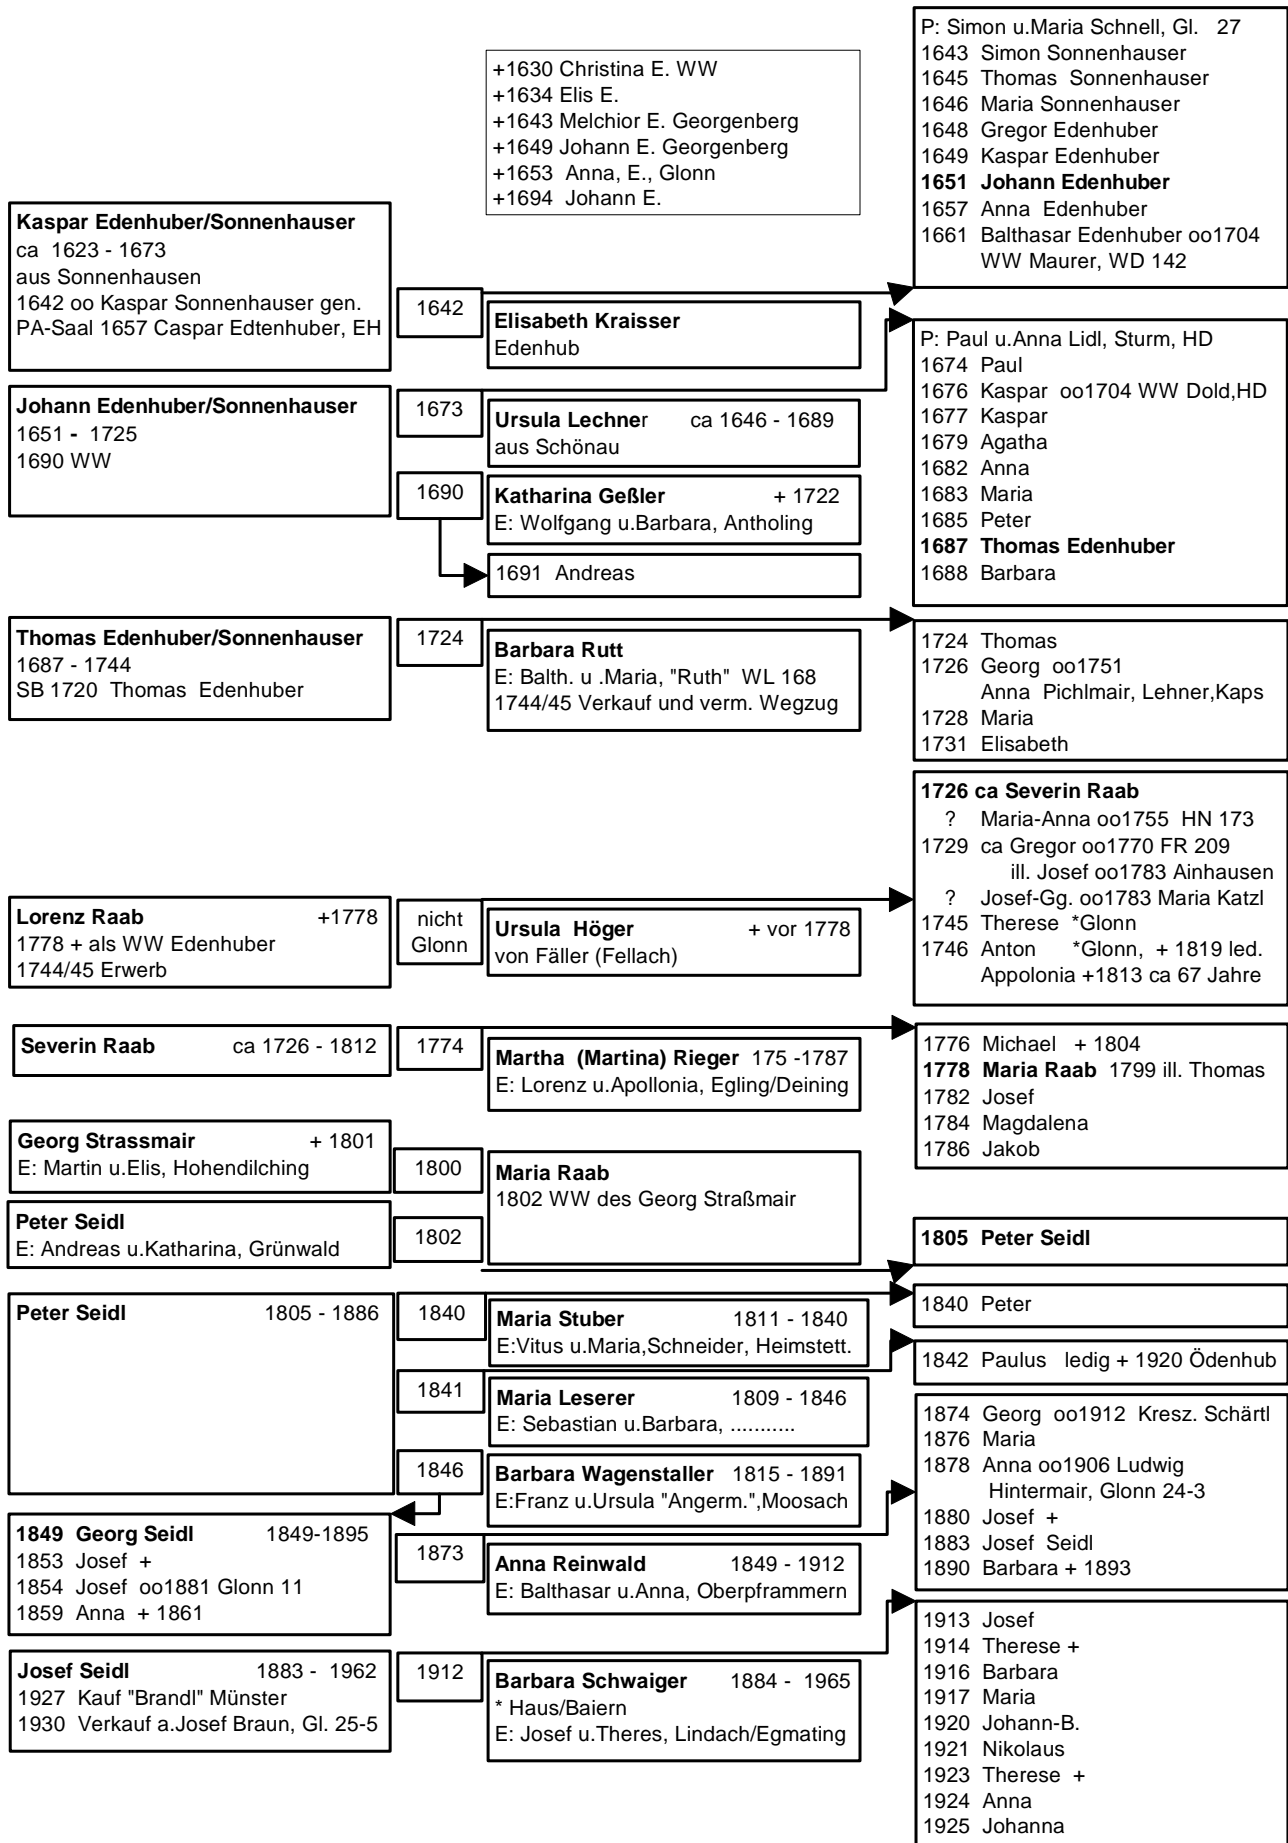 P: Simon u.Maria Schnell, Gl. 27
1643 Simon Sonnenhauser
1645 Thomas Sonnenhauser
1646 Maria Sonnenhauser
1648 Gregor Edenhuber
1649 Kaspar Edenhuber
1651 Johann Edenhuber
1657 Anna Edenhuber
1661 Balthasar Edenhuber oo1704
WW Maurer, WD 142
+1630 Christina E. WW
+1634 Elis E.
+1643 Melchior E. Georgenberg
+1649 Johann E. Georgenberg
+1653 Anna, E., Glonn
+1694 Johann E.
Kaspar Edenhuber/Sonnenhauser
ca 1623 - 1673
aus Sonnenhausen
1642 oo Kaspar Sonnenhauser gen.
PA-Saal 1657 Caspar Edtenhuber, EH
1642
Elisabeth Kraisser
Edenhub
P: Paul u.Anna Lidl, Sturm, HD
1674 Paul
1676 Kaspar oo1704 WW Dold,HD
1677 Kaspar
1679 Agatha
1682 Anna
1683 Maria
1685 Peter
1687 Thomas Edenhuber
1688 Barbara
Johann Edenhuber/Sonnenhauser
1651 - 1725
1690 WW
1673
Ursula Lechner ca 1646 - 1689
aus Schönau
1690
Katharina Geßler + 1722
E: Wolfgang u.Barbara, Antholing
1691 Andreas
Thomas Edenhuber/Sonnenhauser
1687 - 1744
SB 1720 Thomas Edenhuber
1724
Barbara Rutt
E: Balth. u .Maria, "Ruth" WL 168
1744/45 Verkauf und verm. Wegzug
1724 Thomas
1726 Georg oo1751
Anna Pichlmair, Lehner,Kaps
1728 Maria
1731 Elisabeth
1726 ca Severin Raab
? Maria-Anna oo1755 HN 173
1729 ca Gregor oo1770 FR 209
ill. Josef oo1783 Ainhausen
? Josef-Gg. oo1783 Maria Katzl
1745 Therese *Glonn
1746 Anton *Glonn, + 1819 led.
Appolonia +1813 ca 67 Jahre
Lorenz Raab +1778
1778 + als WW Edenhuber
1744/45 Erwerb
nicht
Glonn
Ursula Höger + vor 1778
von Fäller (Fellach)
Severin Raab ca 1726 - 1812
1774
Martha (Martina) Rieger 175 -1787
E: Lorenz u.Apollonia, Egling/Deining
1776 Michael + 1804
1778 Maria Raab 1799 ill. Thomas
1782 Josef
1784 Magdalena
1786 Jakob
Georg Strassmair + 1801
E: Martin u.Elis, Hohendilching
1800
Maria Raab
1802 WW des Georg Straßmair
Peter Seidl
E: Andreas u.Katharina, Grünwald
1802
1805 Peter Seidl
Peter Seidl 1805 - 1886
1840
Maria Stuber 1811 - 1840
E:Vitus u.Maria,Schneider, Heimstett.
1840 Peter
1841
Maria Leserer 1809 - 1846
E: Sebastian u.Barbara, ...........
1842 Paulus ledig + 1920 Ödenhub
1846
Barbara Wagenstaller 1815 - 1891
E:Franz u.Ursula "Angerm.",Moosach
1849 Georg Seidl 1849-1895
1853 Josef +
1854 Josef oo1881 Glonn 11
1859 Anna + 1861
1873
Anna Reinwald 1849 - 1912
E: Balthasar u.Anna, Oberpframmern
1874 Georg oo1912 Kresz. Schärtl
1876 Maria
1878 Anna oo1906 Ludwig
Hintermair, Glonn 24-3
1880 Josef +
1883 Josef Seidl
1890 Barbara + 1893
Josef Seidl 1883 - 1962
1927 Kauf "Brandl" Münster
1930 Verkauf a.Josef Braun, Gl. 25-5
1912
Barbara Schwaiger 1884 - 1965
* Haus/Baiern
E: Josef u.Theres, Lindach/Egmating
1913 Josef
1914 Therese +
1916 Barbara
1917 Maria
1920 Johann-B.
1921 Nikolaus
1923 Therese +
1924 Anna
1925 Johanna